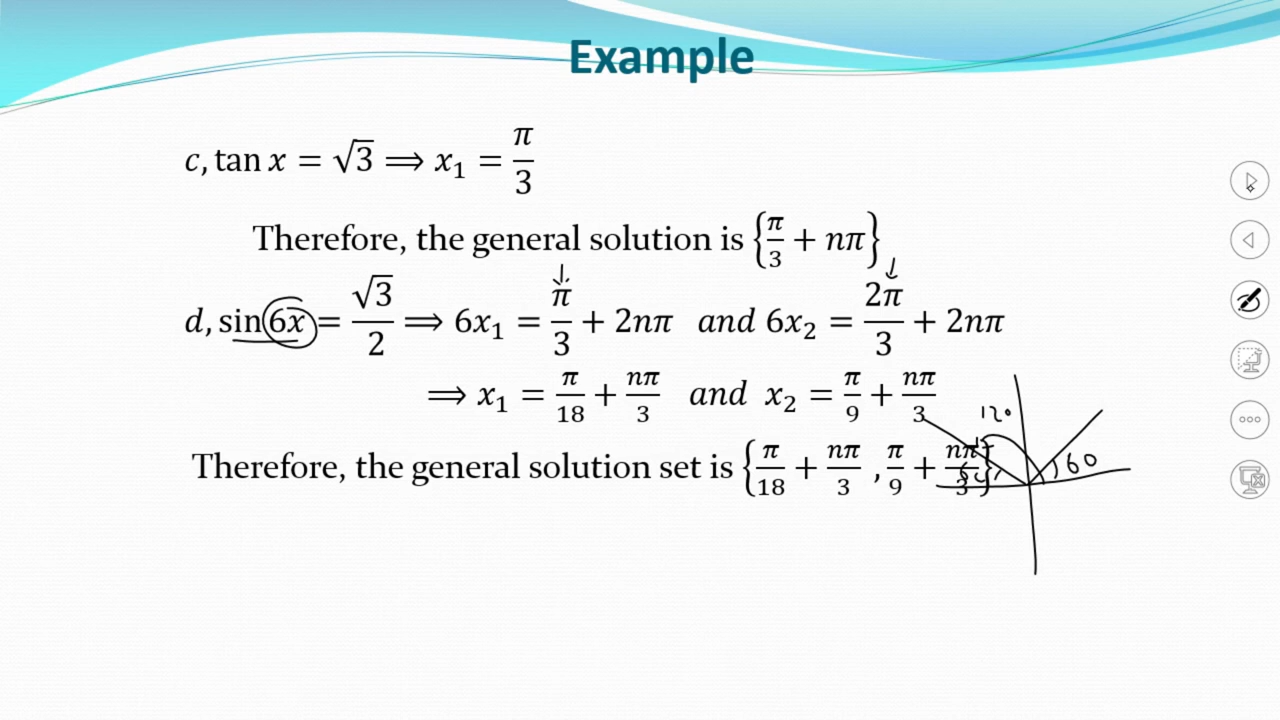 Example
c, tan x = √3 ⟹ x₁ = π/3
Therefore, the general solution is {π/3 + nπ}
d, sin 6x = √3/2 ⟹ 6x₁ = π/3 + 2nπ and 6x₂ = 2π/3 + 2nπ
⟹ x₁ = π/18 + nπ/3 and x₂ = π/9 + nπ/3
120
Therefore, the general solution set is {π/18 + nπ/3 , π/9 + nπ/3}
60